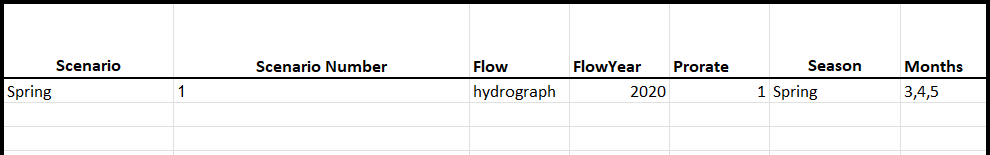 Scenario Scenario Number Flow FlowYear Prorate Season Months
Spring 1 hydrograph 2020 1 Spring 3,4,5